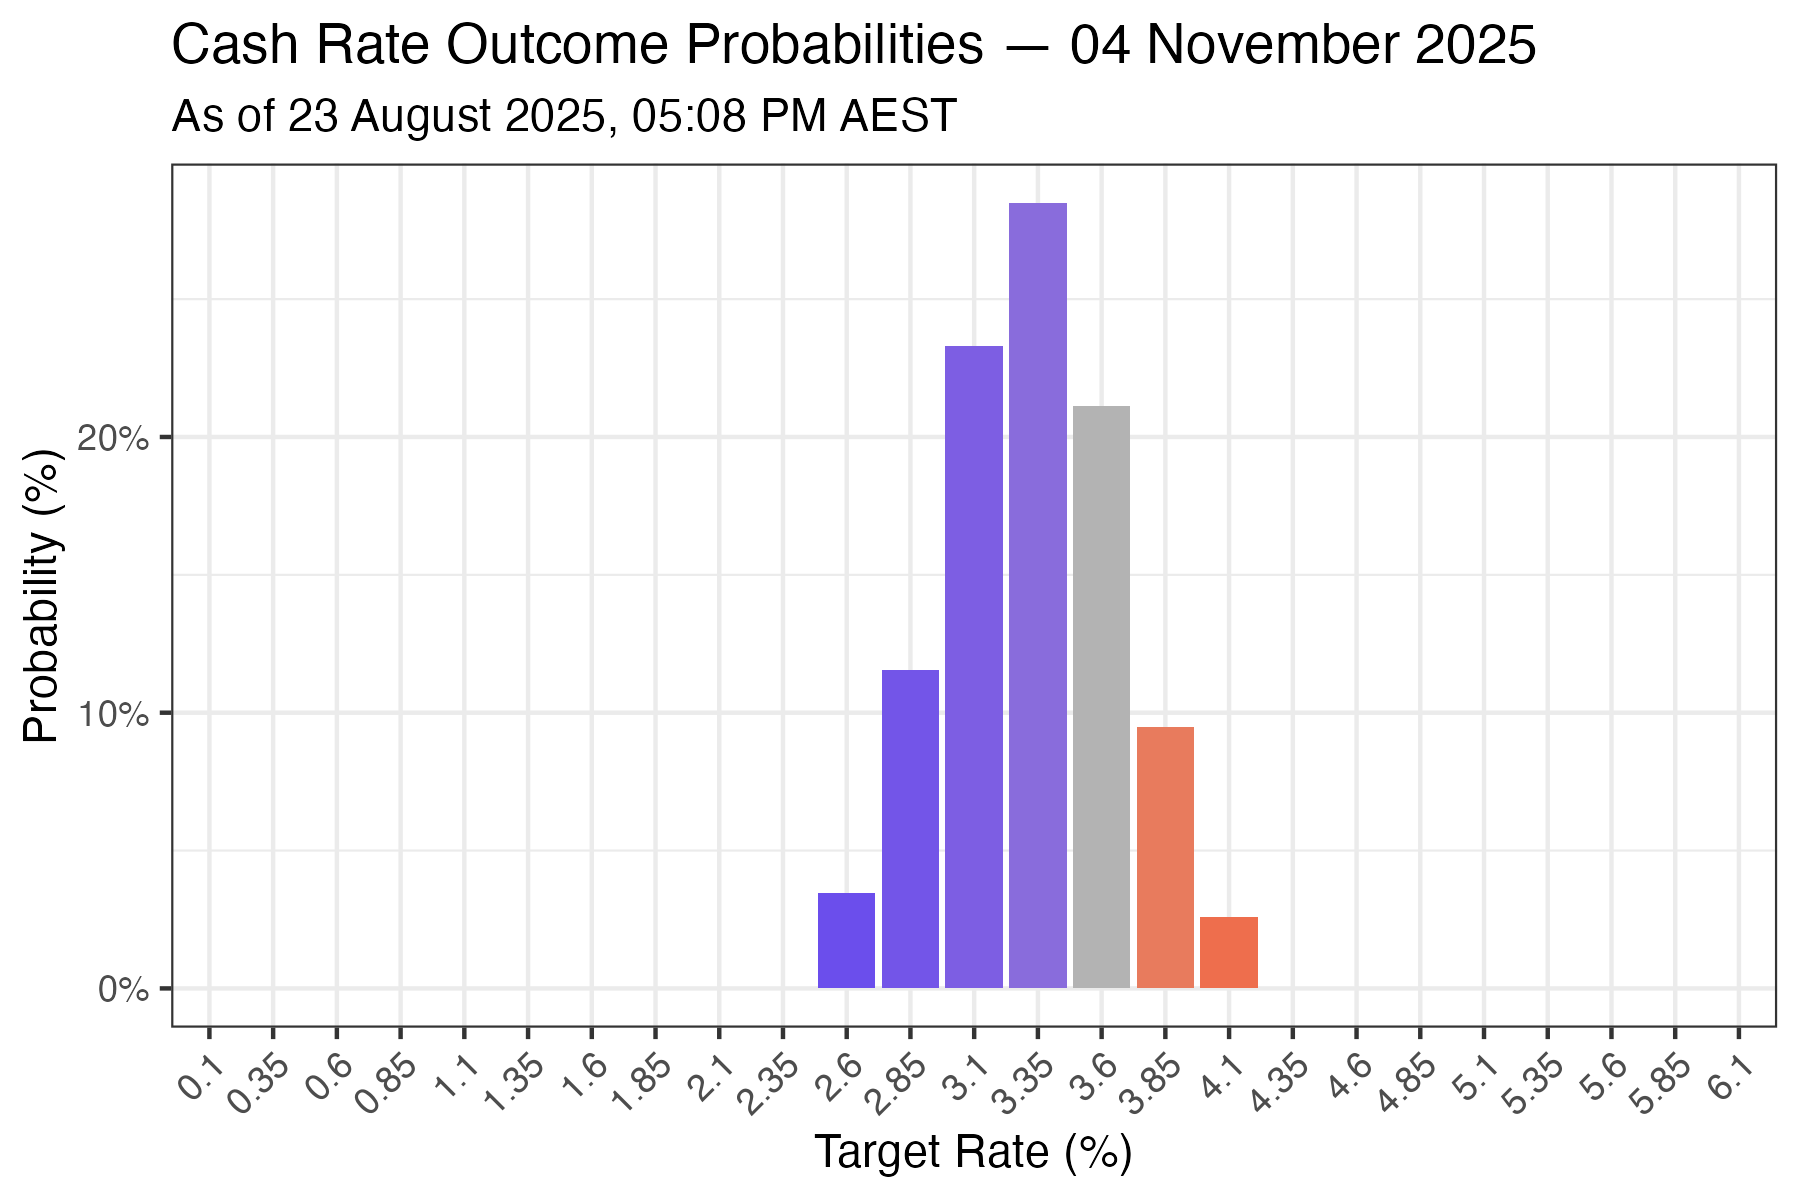 Cash Rate Outcome Probabilities — 04 November 2025
As of 23 August 2025, 05:08 PM AEST
Probability (%)
20%
10%
0%
0.1 0.35 0.6 0.85 1.1 1.35 1.6 1.85 2.1 2.35 2.6 2.85 3.1 3.35 3.6 3.85 4.1 4.35 4.6 4.85 5.1 5.35 5.6 5.85 6.1
Target Rate (%)